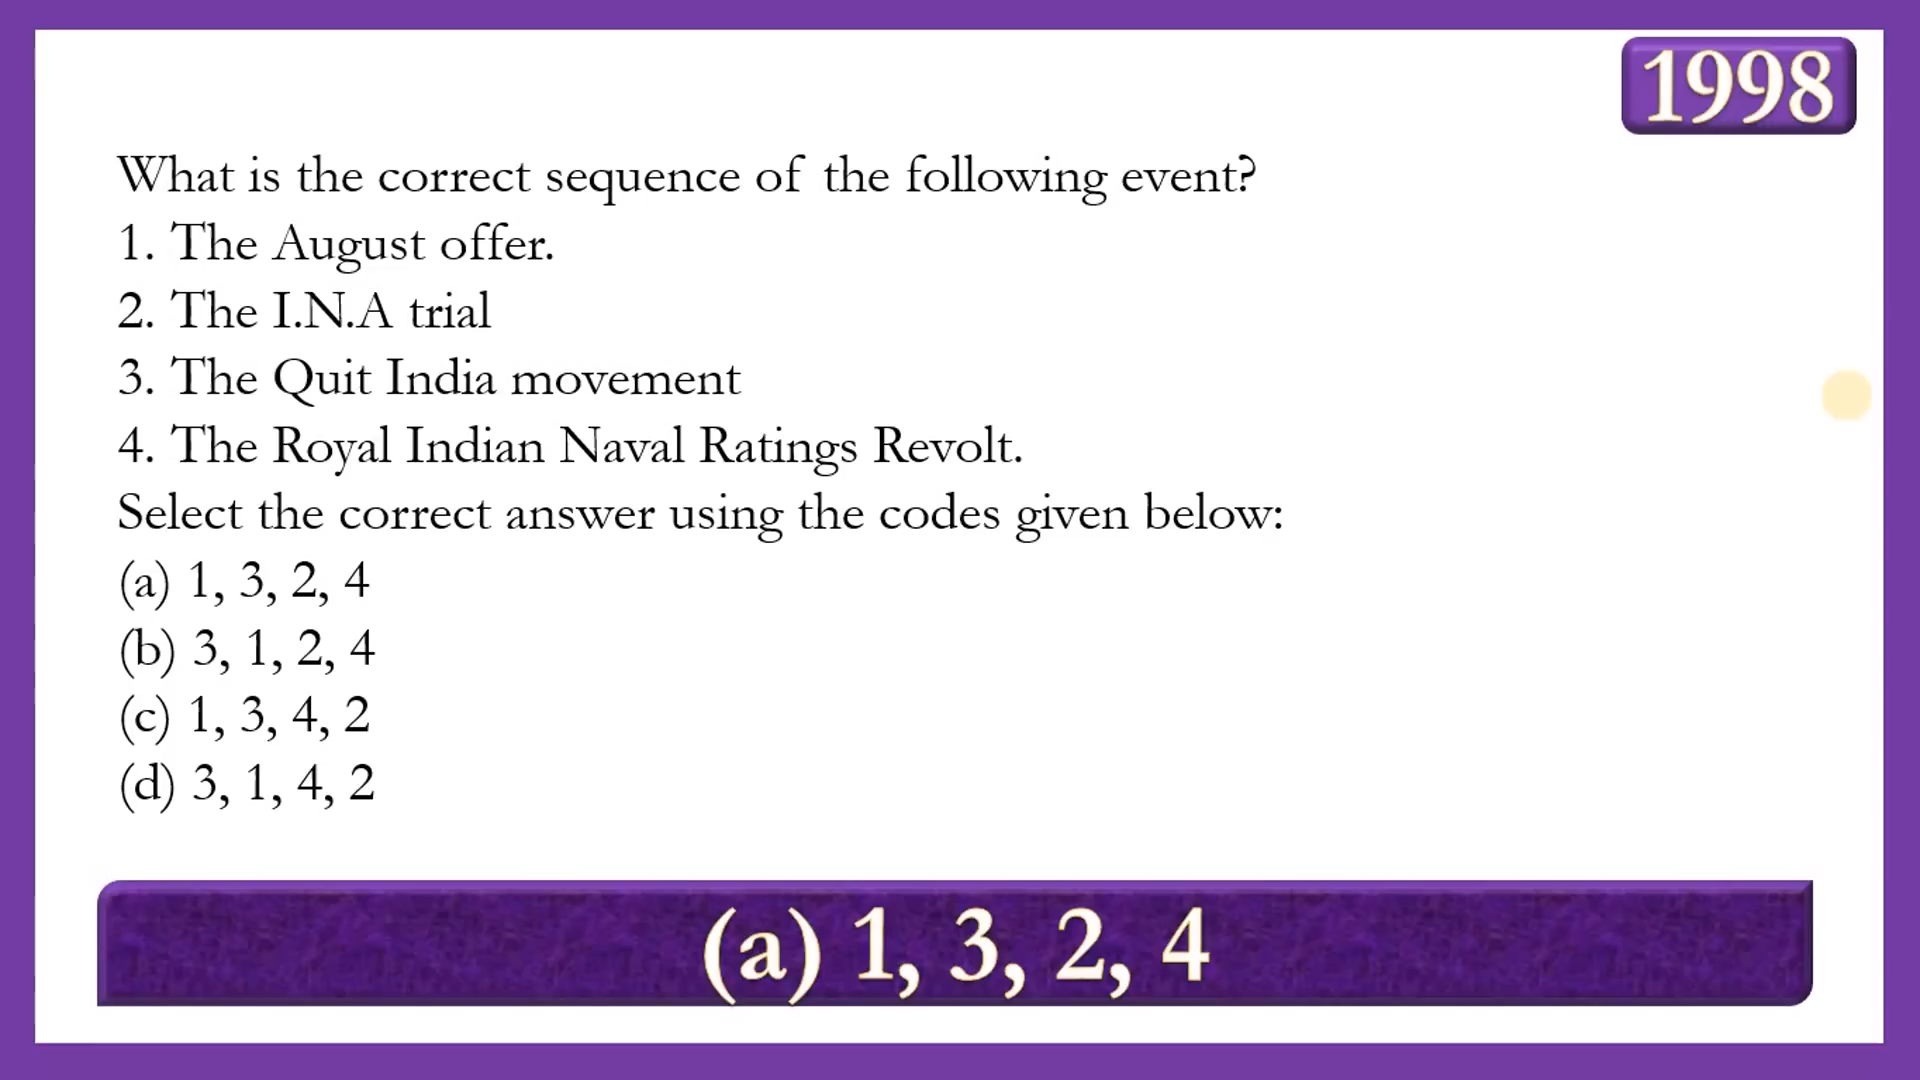 1998
What is the correct sequence of the following event?
1. The August offer.
2. The I.N.A trial
3. The Quit India movement
4. The Royal Indian Naval Ratings Revolt.
Select the correct answer using the codes given below:
(a) 1, 3, 2, 4
(b) 3, 1, 2, 4
(c) 1, 3, 4, 2
(d) 3, 1, 4, 2
(a) 1, 3, 2, 4